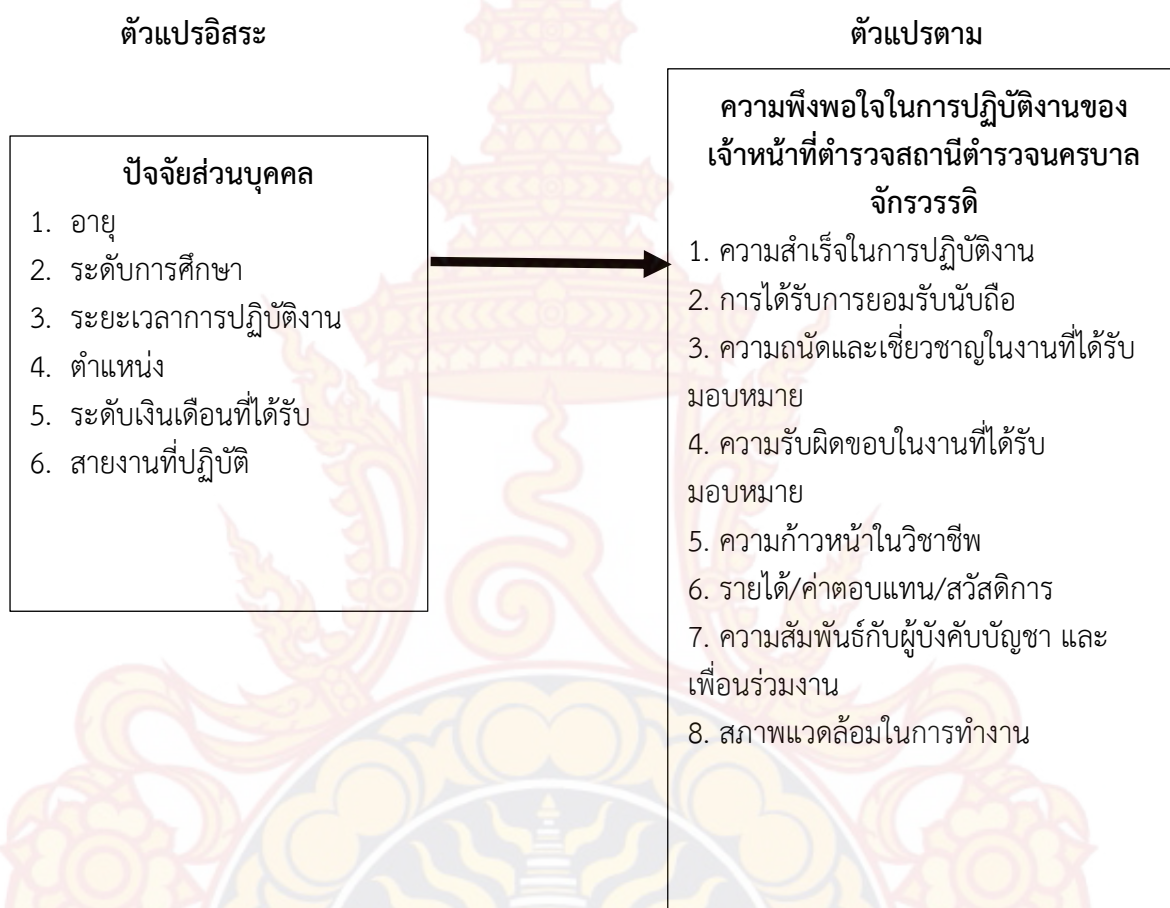 ตัวแปรอิสระ
ตัวแปรตาม
ปัจจัยส่วนบุคคล
1. อายุ
2. ระดับการศึกษา
3. ระยะเวลาการปฏิบัติงาน
4. ตำแหน่ง
5. ระดับเงินเดือนที่ได้รับ
6. สายงานที่ปฏิบัติ
ความพึงพอใจในการปฏิบัติงานของ
เจ้าหน้าที่ตำรวจสถานีตำรวจนครบาล
จักรวรรดิ
1. ความสำเร็จในการปฏิบัติงาน
2. การได้รับการยอมรับนับถือ
3. ความถนัดและเชี่ยวชาญในงานที่ได้รับ
มอบหมาย
4. ความรับผิดขอบในงานที่ได้รับ
มอบหมาย
5. ความก้าวหน้าในวิชาชีพ
6. รายได้/ค่าตอบแทน/สวัสดิการ
7. ความสัมพันธ์กับผู้บังคับบัญชา และ
เพื่อนร่วมงาน
8. สภาพแวดล้อมในการทำงาน